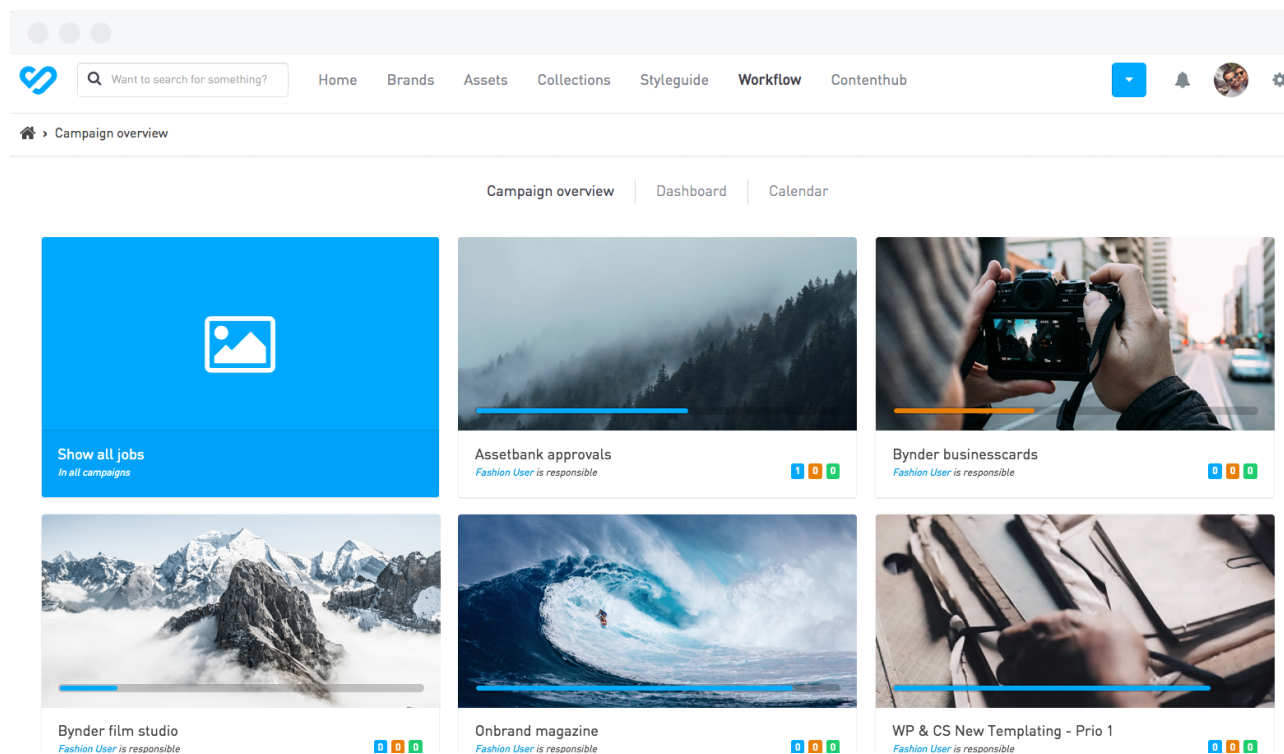 Want to search for something?
Home
Brands
Assets
Collections
Styleguide
Workflow
Contenthub
Campaign overview
Campaign overview
Dashboard
Calendar
Show all jobs
In all campaigns
Assetbank approvals
Fashion User is responsible
1 0 0
Bynder businesscards
Fashion User is responsible
0 0 0
Bynder film studio
Fashion User is responsible
0 0 0
Onbrand magazine
Fashion User is responsible
0 0 0
WP & CS New Templating - Prio 1
Fashion User is responsible
0 0 0